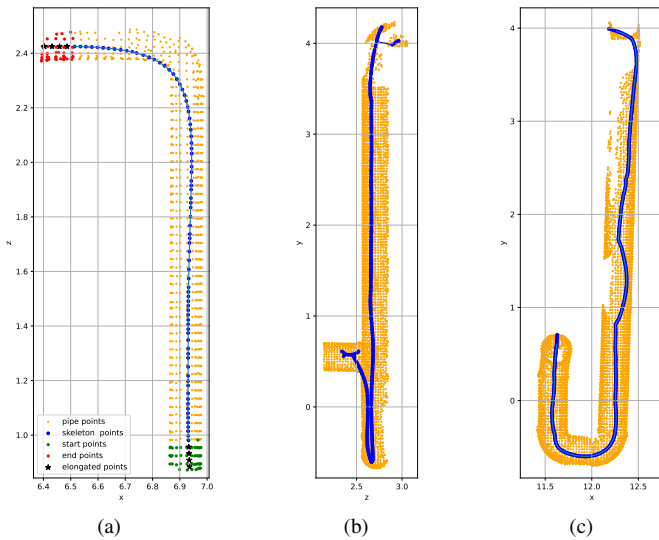 2.4
2.2
2.0
1.8
1.6
1.4
1.2
1.0
z
6.4 6.5 6.6 6.7 6.8 6.9 7.0
x
pipe points
skeleton points
start points
end points
elongated points
(a)
4
3
2
1
0
y
2.5 3.0
z
(b)
4
3
2
1
0
y
11.5 12.0 12.5
x
(c)